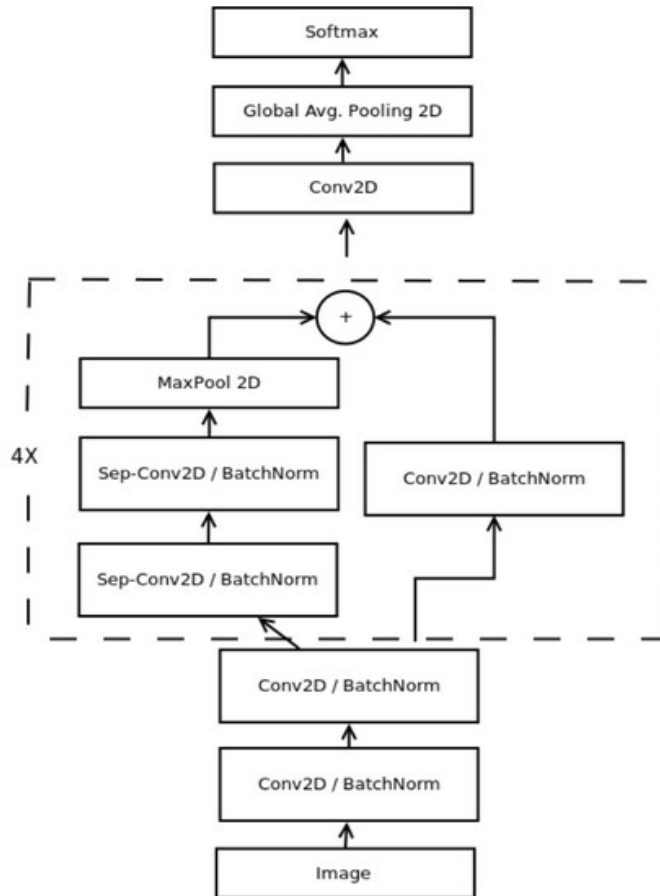 Softmax
Global Avg. Pooling 2D
Conv2D
+
MaxPool 2D
4X
Sep-Conv2D / BatchNorm
Conv2D / BatchNorm
Sep-Conv2D / BatchNorm
Conv2D / BatchNorm
Conv2D / BatchNorm
Image